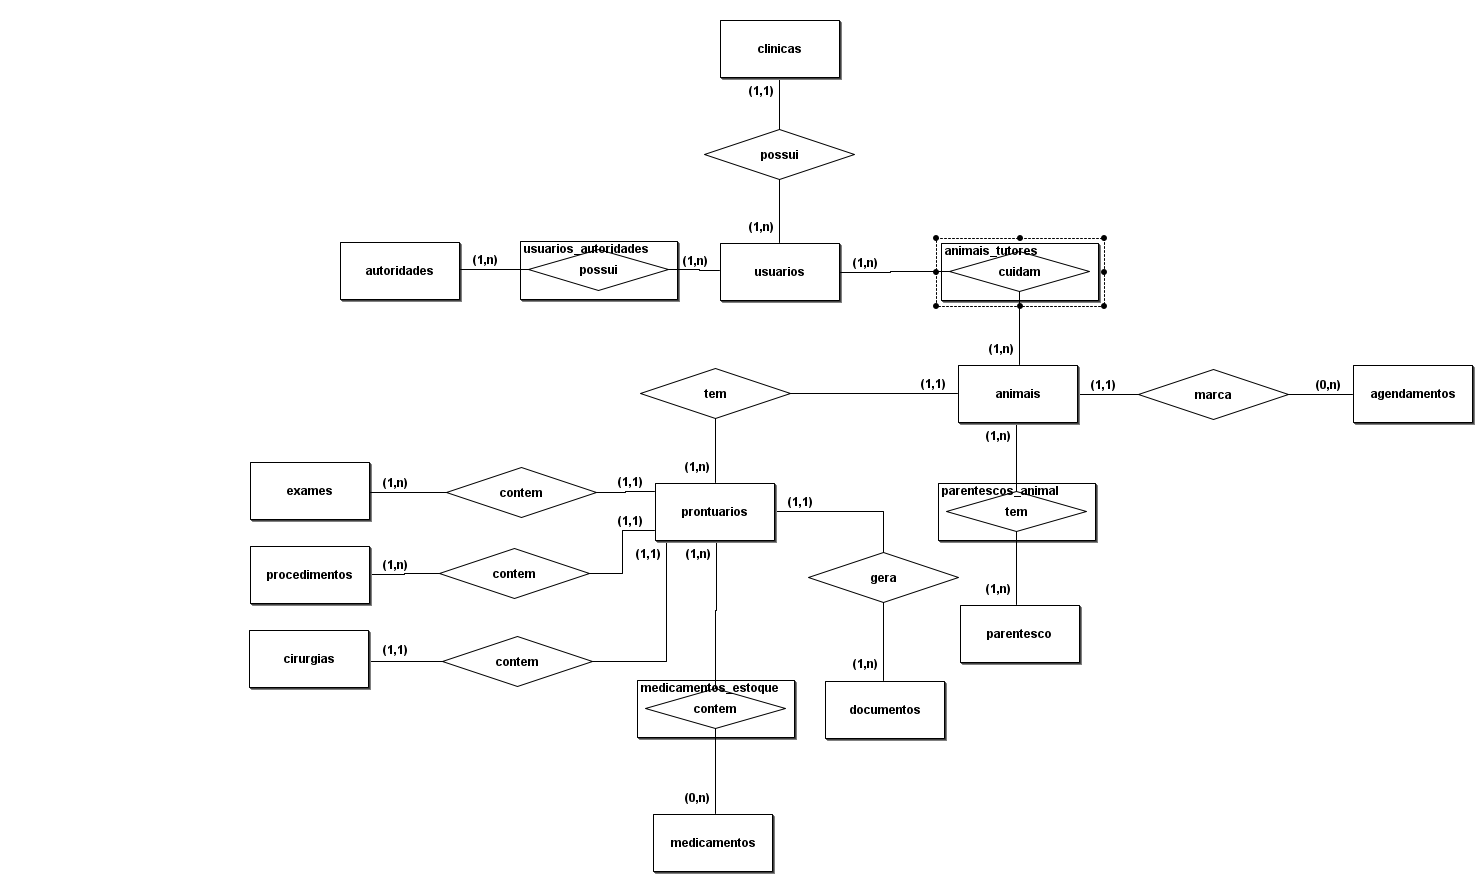 clinicas
(1,1)
possui
(1,n)
usuarios_autoridades
animais_tutores
autoridades
(1,n)
possui
(1,n)
usuarios
(1,n)
cuidam
(1,n)
tem
(1,1)
animais
(1,1)
marca
(0,n)
agendamentos
(1,n)
(1,n)
exames
(1,n)
contem
(1,1)
prontuarios
(1,1)
parentescos_animal
tem
(1,1)
(1,1)
(1,n)
procedimentos
(1,n)
contem
gera
(1,n)
parentesco
cirurgias
(1,1)
contem
(1,n)
medicamentos_estoque
contem
documentos
(0,n)
medicamentos